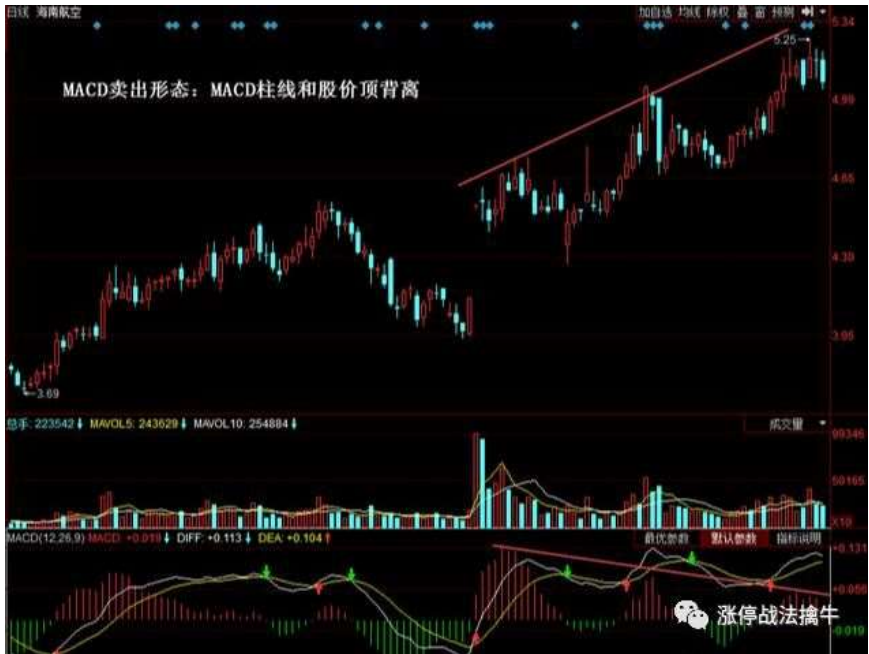 日线 海南航空 加自选 均线 除权 叠 窗 预测
5.34
5.25
MACD卖出形态：MACD柱线和股价顶背离
4.99
4.65
4.30
3.96
3.69
总手: 223542 MAVOL5: 243629 MAVOL10: 254884 成交量
99346
50165
X10
MACD(12,26,9) MACD: +0.019 DIFF: +0.113 DEA: +0.104 最优参数 默认参数 指标说明
+0.131
+0.056
涨停战法擒牛
-0.019